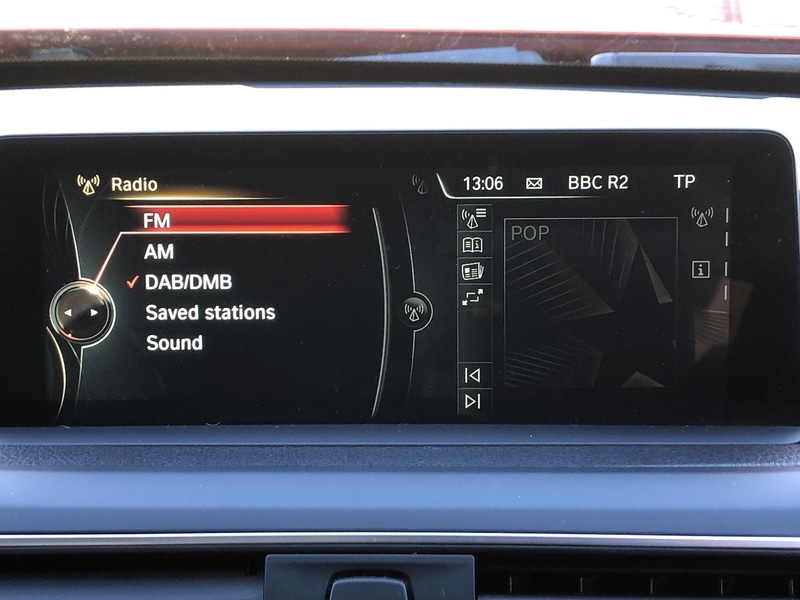 Radio
FM
AM
DAB/DMB
Saved stations
Sound
13:06 BBC R2 TP
POP